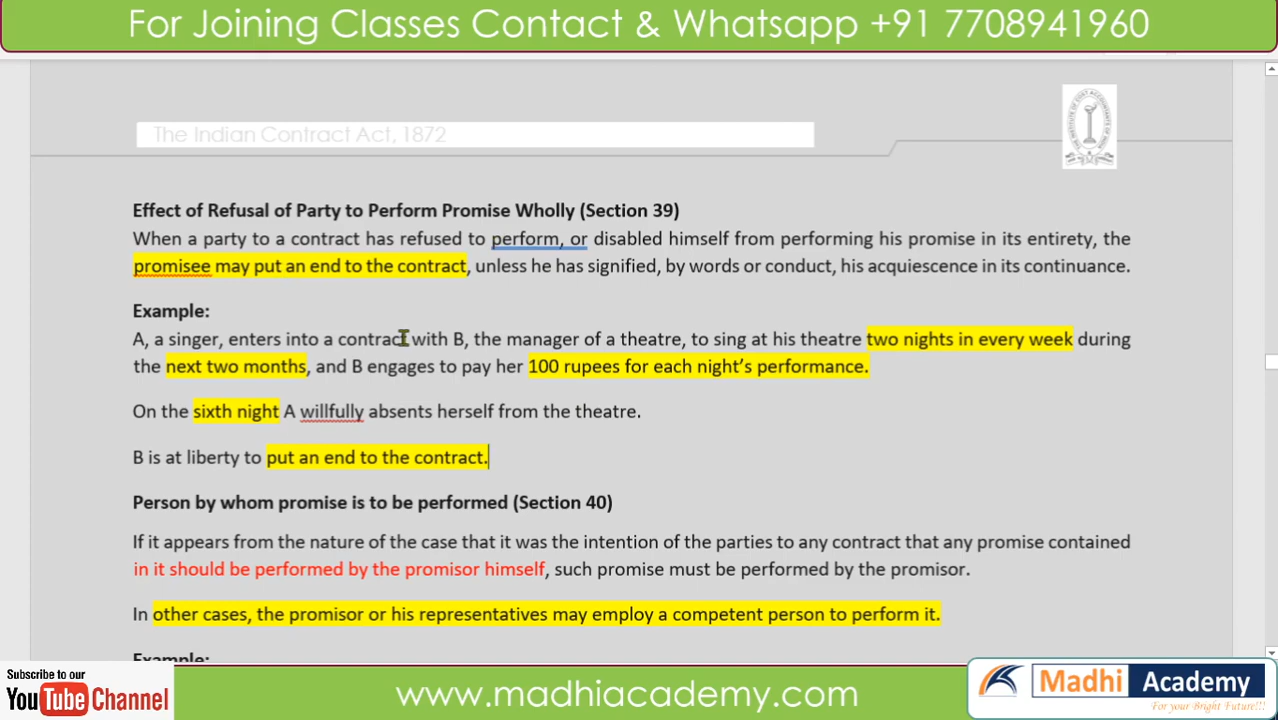 For Joining Classes Contact & Whatsapp +91 7708941960
The Indian Contract Act, 1872
Effect of Refusal of Party to Perform Promise Wholly (Section 39)
When a party to a contract has refused to perform, or disabled himself from performing his promise in its entirety, the
promisee may put an end to the contract, unless he has signified, by words or conduct, his acquiescence in its continuance.
Example:
A, a singer, enters into a contract with B, the manager of a theatre, to sing at his theatre two nights in every week during
the next two months, and B engages to pay her 100 rupees for each night's performance.
On the sixth night A willfully absents herself from the theatre.
B is at liberty to put an end to the contract.
Person by whom promise is to be performed (Section 40)
If it appears from the nature of the case that it was the intention of the parties to any contract that any promise contained
in it should be performed by the promisor himself, such promise must be performed by the promisor.
In other cases, the promisor or his representatives may employ a competent person to perform it.
Example:
Subscribe to our
YouTube Channel
www.madhiacademy.com
Madhi Academy
For your Bright Future!!!